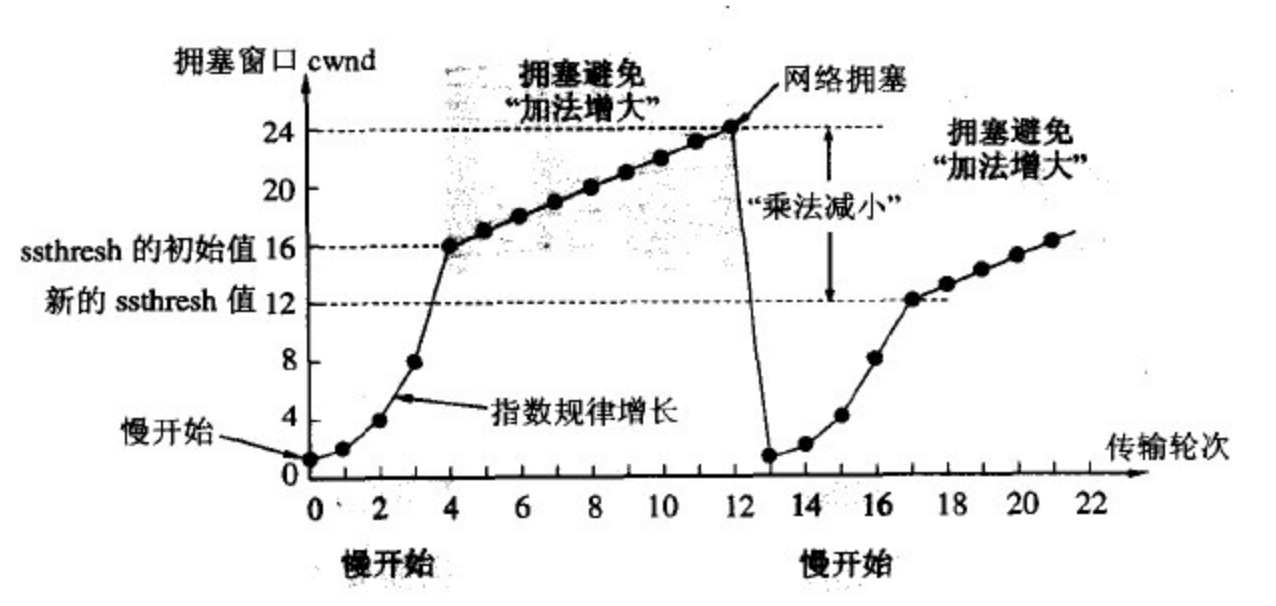 拥塞窗口 cwnd
拥塞避免
“加法增大”
网络拥塞
拥塞避免
“加法增大”
24
20
“乘法减小”
ssthresh 的初始值 16
新的 ssthresh 值 12
8
4
指数规律增长
慢开始
传输轮次
0
0 2 4 6 8 10 12 14 16 18 20 22
慢开始
慢开始